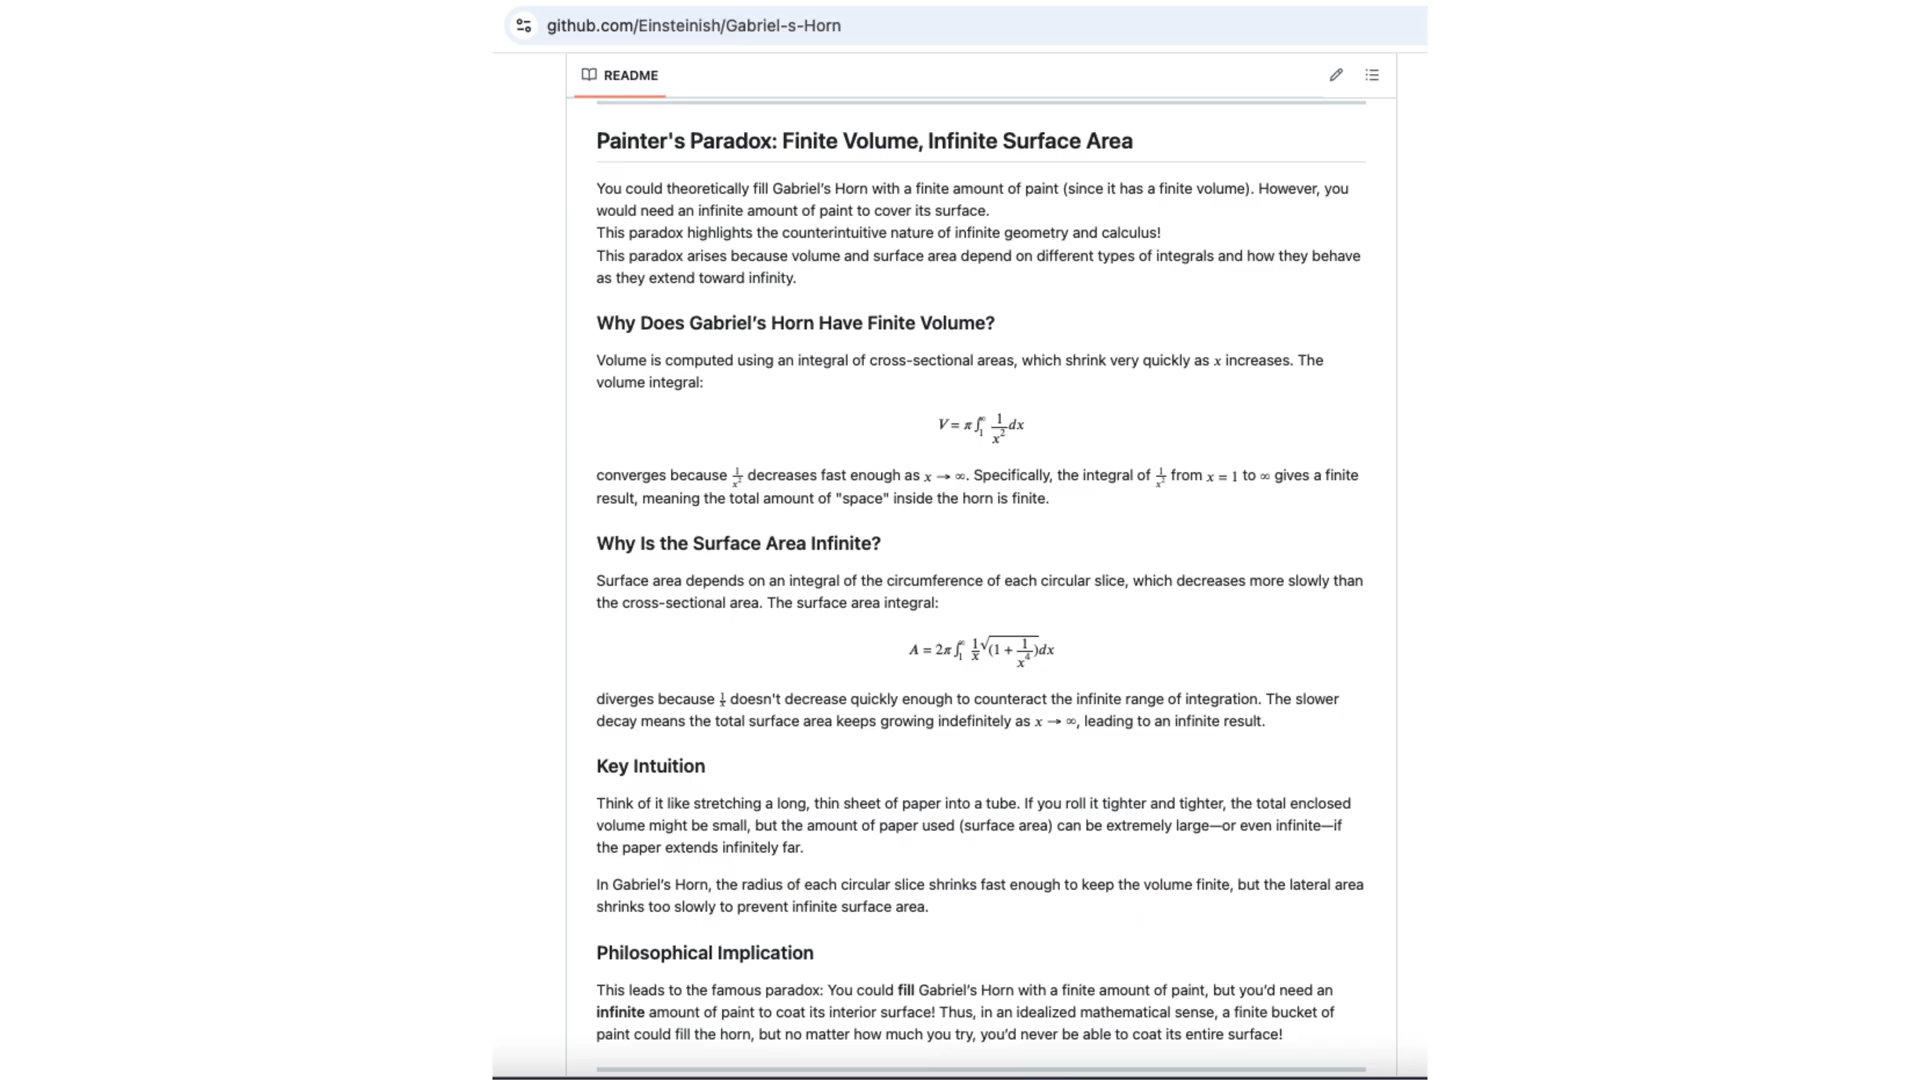 github.com/Einsteinish/Gabriel-s-Horn
README
Painter's Paradox: Finite Volume, Infinite Surface Area
You could theoretically fill Gabriel’s Horn with a finite amount of paint (since it has a finite volume). However, you
would need an infinite amount of paint to cover its surface.
This paradox highlights the counterintuitive nature of infinite geometry and calculus!
This paradox arises because volume and surface area depend on different types of integrals and how they behave
as they extend toward infinity.
Why Does Gabriel’s Horn Have Finite Volume?
Volume is computed using an integral of cross-sectional areas, which shrink very quickly as x increases. The
volume integral:
V = π∫₁^∞ 1/x² dx
converges because 1/x² decreases fast enough as x → ∞. Specifically, the integral of 1/x² from x = 1 to ∞ gives a finite
result, meaning the total amount of "space" inside the horn is finite.
Why Is the Surface Area Infinite?
Surface area depends on an integral of the circumference of each circular slice, which decreases more slowly than
the cross-sectional area. The surface area integral:
A = 2π∫₁^∞ 1/x √(1 + 1/x⁴)dx
diverges because 1/x doesn't decrease quickly enough to counteract the infinite range of integration. The slower
decay means the total surface area keeps growing indefinitely as x → ∞, leading to an infinite result.
Key Intuition
Think of it like stretching a long, thin sheet of paper into a tube. If you roll it tighter and tighter, the total enclosed
volume might be small, but the amount of paper used (surface area) can be extremely large—or even infinite—if
the paper extends infinitely far.
In Gabriel’s Horn, the radius of each circular slice shrinks fast enough to keep the volume finite, but the lateral area
shrinks too slowly to prevent infinite surface area.
Philosophical Implication
This leads to the famous paradox: You could fill Gabriel’s Horn with a finite amount of paint, but you’d need an
infinite amount of paint to coat its interior surface! Thus, in an idealized mathematical sense, a finite bucket of
paint could fill the horn, but no matter how much you try, you’d never be able to coat its entire surface!